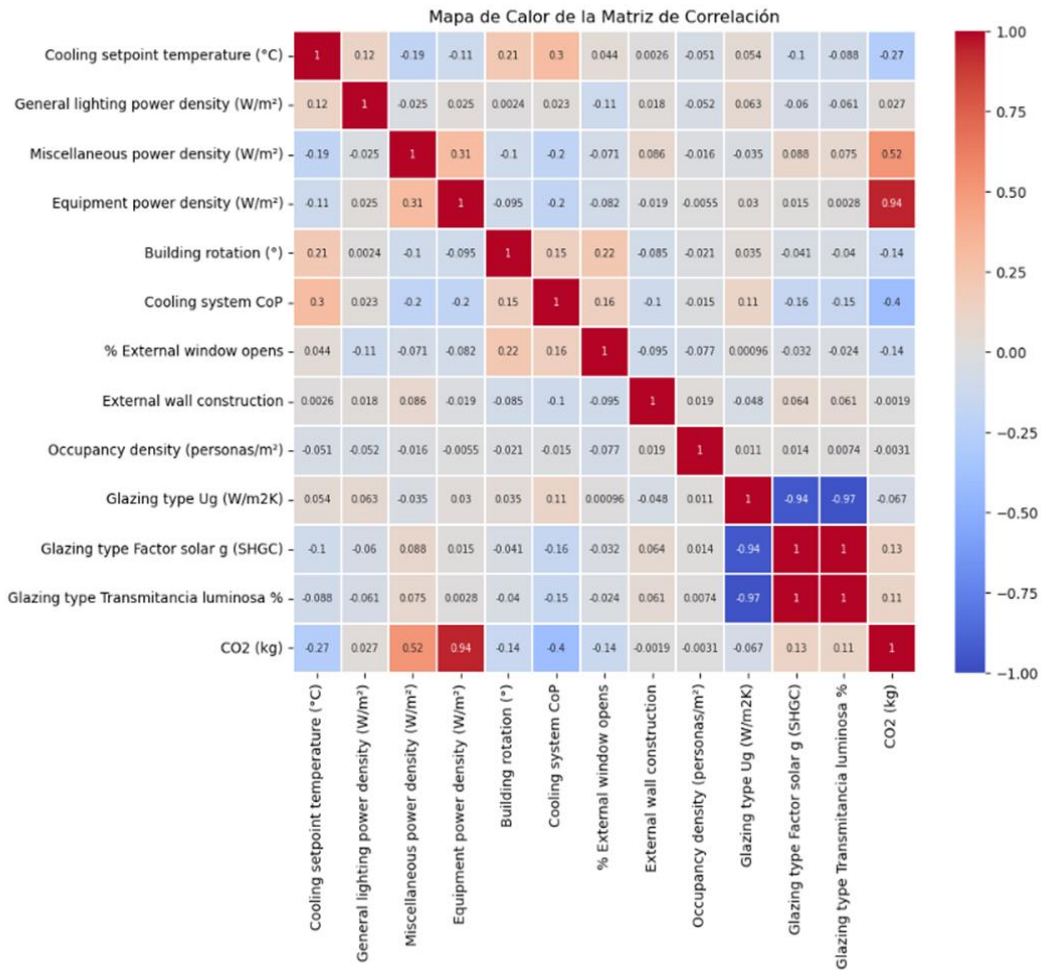 Mapa de Calor de la Matriz de Correlación
Cooling setpoint temperature (°C) 1 0.12 -0.19 -0.11 0.21 0.3 0.044 0.0026 -0.051 0.054 -0.1 -0.088 -0.27
General lighting power density (W/m²) 0.12 1 -0.025 0.025 0.0024 0.023 -0.11 0.018 -0.052 0.063 -0.06 -0.061 0.027
Miscellaneous power density (W/m²) -0.19 -0.025 1 0.31 -0.1 -0.2 -0.071 0.086 -0.016 -0.035 0.088 0.075 0.52
Equipment power density (W/m²) -0.11 0.025 0.31 1 -0.095 -0.2 -0.082 -0.019 -0.0055 0.03 0.015 0.0028 0.94
Building rotation (°) 0.21 0.0024 -0.1 -0.095 1 0.15 0.22 -0.085 -0.021 0.035 -0.041 -0.04 -0.14
Cooling system CoP 0.3 0.023 -0.2 -0.2 0.15 1 0.16 -0.1 -0.015 0.11 -0.16 -0.15 -0.4
% External window opens 0.044 -0.11 -0.071 -0.082 0.22 0.16 1 -0.095 -0.077 0.00096 -0.032 -0.024 -0.14
External wall construction 0.0026 0.018 0.086 -0.019 -0.085 -0.1 -0.095 1 0.019 -0.048 0.064 0.061 -0.0019
Occupancy density (personas/m²) -0.051 -0.052 -0.016 -0.0055 -0.021 -0.015 -0.077 0.019 1 0.011 0.014 0.0074 -0.0031
Glazing type Ug (W/m2K) 0.054 0.063 -0.035 0.03 0.035 0.11 0.00096 -0.048 0.011 1 -0.94 -0.97 -0.067
Glazing type Factor solar g (SHGC) -0.1 -0.06 0.088 0.015 -0.041 -0.16 -0.032 0.064 0.014 -0.94 1 1 0.13
Glazing type Transmitancia luminosa % -0.088 -0.061 0.075 0.0028 -0.04 -0.15 -0.024 0.061 0.0074 -0.97 1 1 0.11
CO2 (kg) -0.27 0.027 0.52 0.94 -0.14 -0.4 -0.14 -0.0019 -0.0031 -0.067 0.13 0.11 1
Cooling setpoint temperature (°C)
General lighting power density (W/m²)
Miscellaneous power density (W/m²)
Equipment power density (W/m²)
Building rotation (°)
Cooling system CoP
% External window opens
External wall construction
Occupancy density (personas/m²)
Glazing type Ug (W/m2K)
Glazing type Factor solar g (SHGC)
Glazing type Transmitancia luminosa %
CO2 (kg)
1.00
0.75
0.50
0.25
0.00
−0.25
−0.50
−0.75
−1.00